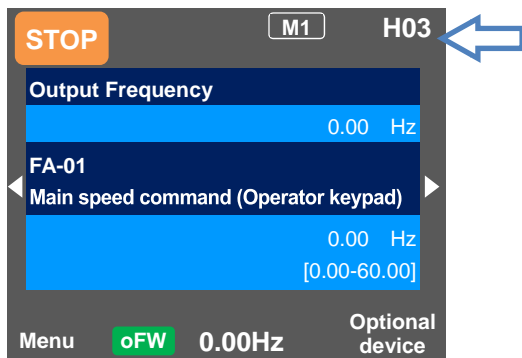 STOP M1 H03
Output Frequency
0.00 Hz
FA-01
Main speed command (Operator keypad)
0.00 Hz
[0.00-60.00]
Menu oFW 0.00Hz Optional device